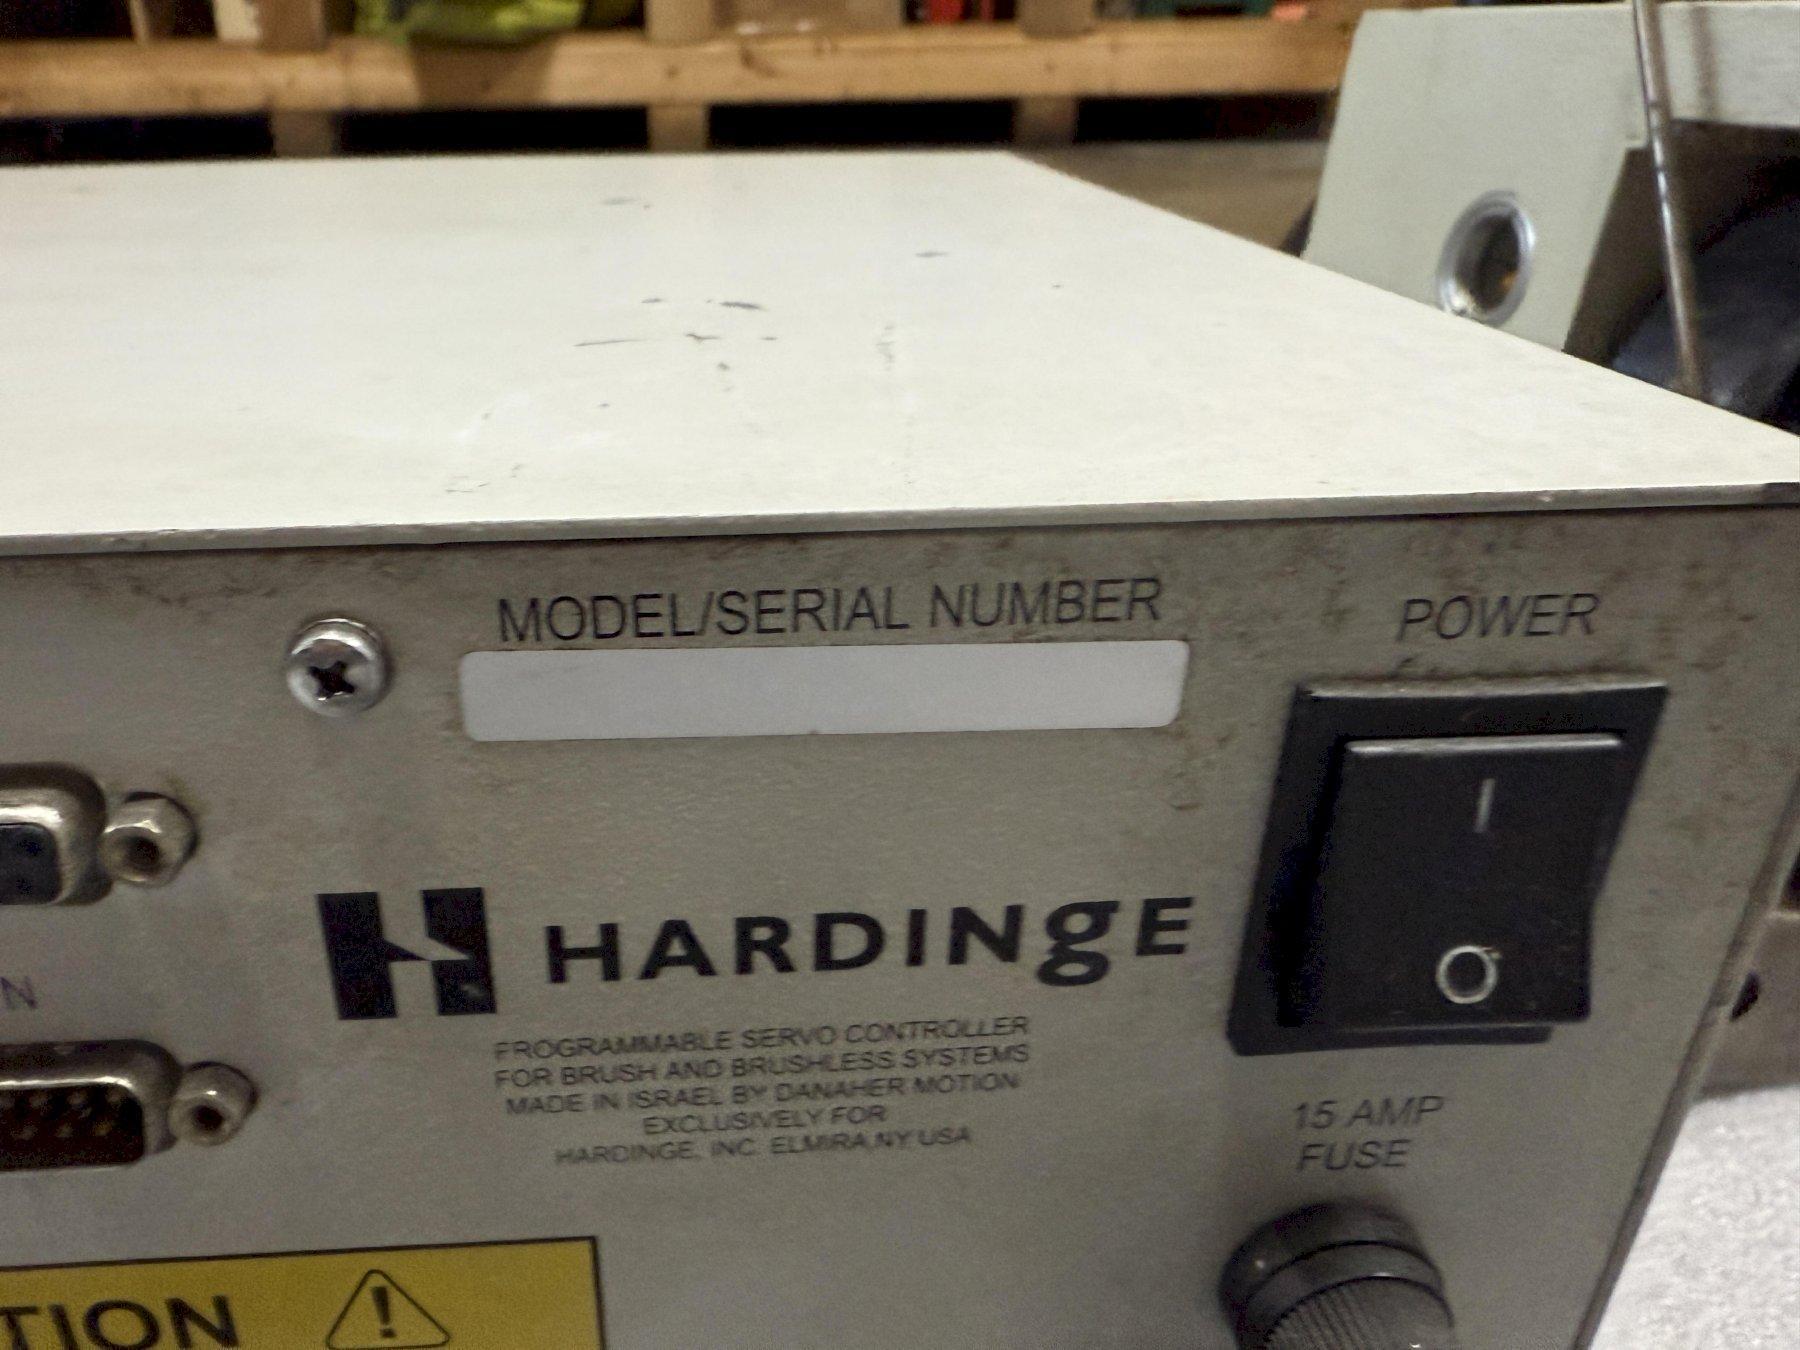 MODEL/SERIAL NUMBER
POWER
HARDINGE
PROGRAMMABLE SERVO CONTROLLER
FOR BRUSH AND BRUSHLESS SYSTEMS
MADE IN ISRAEL BY DANAHER MOTION
EXCLUSIVELY FOR
HARDINGE, INC. ELMIRA,NY,USA
15 AMP
FUSE